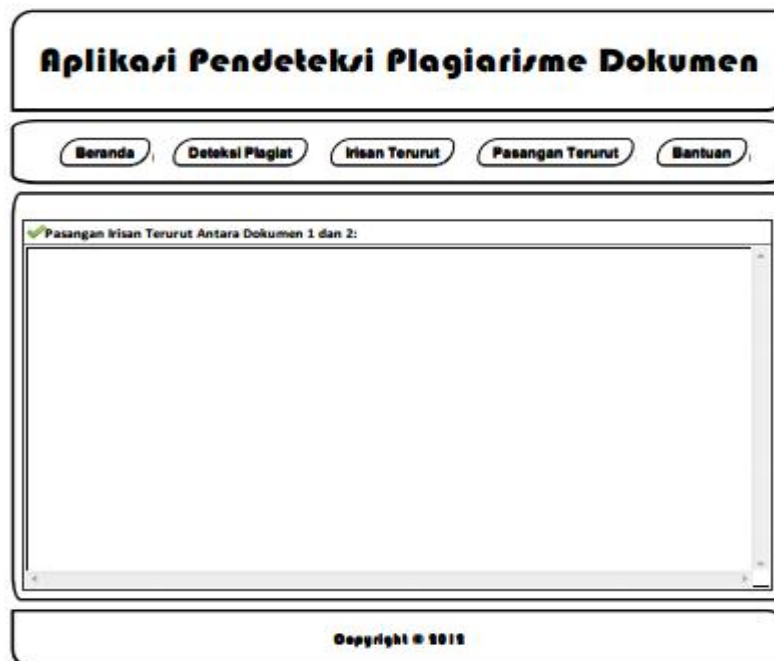 Aplikasi Pendeteksi Plagiarisme Dokumen
Beranda Deteksi Plagiat Irisan Terurut Pasangan Terurut Bantuan
Pasangan Irisan Terurut Antara Dokumen 1 dan 2:
Copyright © 2012